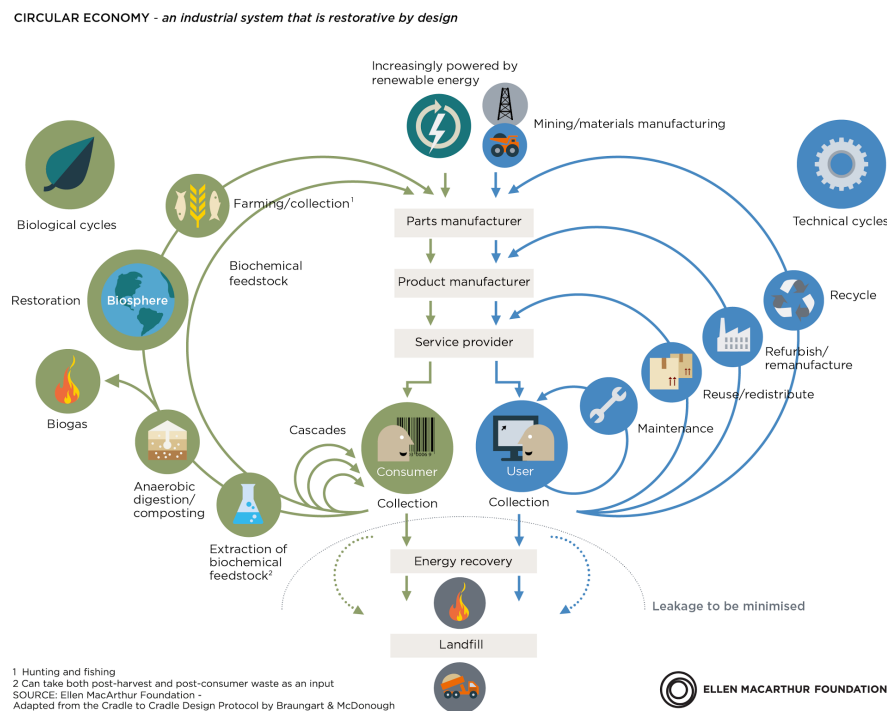 CIRCULAR ECONOMY - an industrial system that is restorative by design
Increasingly powered by
renewable energy
Mining/materials manufacturing
Biological cycles
Technical cycles
Farming/collection¹
Parts manufacturer
Biochemical
feedstock
Product manufacturer
Restoration
Biosphere
Recycle
Service provider
Refurbish/
remanufacture
Reuse/redistribute
Biogas
Maintenance
Cascades
Consumer
User
Anaerobic
digestion/
composting
Collection
Collection
Extraction of
biochemical
feedstock²
Energy recovery
Leakage to be minimised
Landfill
1 Hunting and fishing
2 Can take both post-harvest and post-consumer waste as an input
SOURCE: Ellen MacArthur Foundation -
Adapted from the Cradle to Cradle Design Protocol by Braungart & McDonough
ELLEN MACARTHUR FOUNDATION